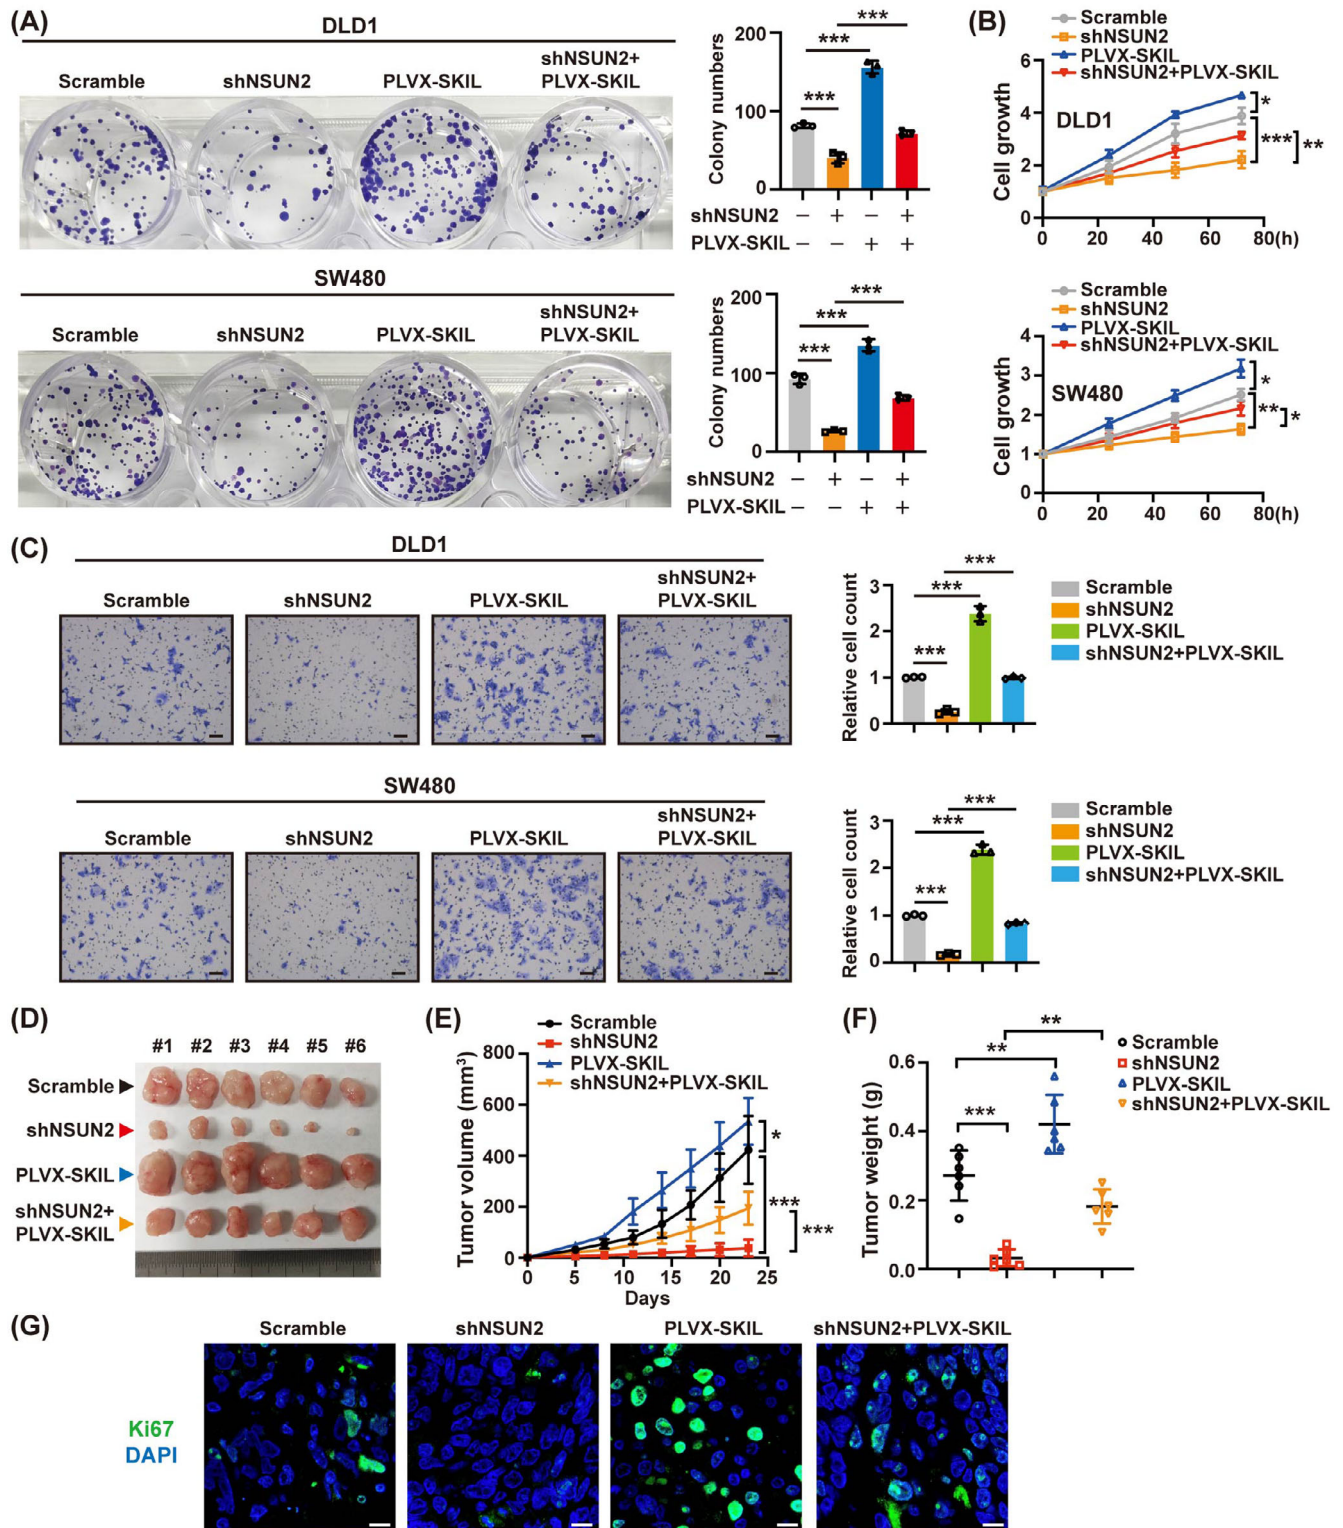 (A)
DLD1
Scramble
shNSUN2
PLVX-SKIL
shNSUN2+
PLVX-SKIL
Colony numbers
200
100
0
***
***
***
shNSUN2 − + − +
PLVX-SKIL − − + +
SW480
Scramble
shNSUN2
PLVX-SKIL
shNSUN2+
PLVX-SKIL
Colony numbers
200
100
0
***
***
***
shNSUN2 − + − +
PLVX-SKIL − − + +
(B)
Scramble
shNSUN2
PLVX-SKIL
shNSUN2+PLVX-SKIL
DLD1
Cell growth
6
4
2
0
0 20 40 60 80(h)
*
***
**
Scramble
shNSUN2
PLVX-SKIL
shNSUN2+PLVX-SKIL
SW480
Cell growth
4
3
2
1
0
0 20 40 60 80(h)
*
**
*
(C)
DLD1
Scramble
shNSUN2
PLVX-SKIL
shNSUN2+
PLVX-SKIL
Relative cell count
3
2
1
0
***
***
***
Scramble
shNSUN2
PLVX-SKIL
shNSUN2+PLVX-SKIL
SW480
Scramble
shNSUN2
PLVX-SKIL
shNSUN2+
PLVX-SKIL
Relative cell count
3
2
1
0
***
***
***
Scramble
shNSUN2
PLVX-SKIL
shNSUN2+PLVX-SKIL
(D)
#1 #2 #3 #4 #5 #6
Scramble
shNSUN2
PLVX-SKIL
shNSUN2+
PLVX-SKIL
(E)
Scramble
shNSUN2
PLVX-SKIL
shNSUN2+PLVX-SKIL
Tumor volume (mm³)
800
600
400
200
0
0 5 10 15 20 25
Days
*
***
***
(F)
Tumor weight (g)
0.6
0.4
0.2
0.0
**
**
***
Scramble
shNSUN2
PLVX-SKIL
shNSUN2+PLVX-SKIL
(G)
Scramble
shNSUN2
PLVX-SKIL
shNSUN2+PLVX-SKIL
Ki67
DAPI